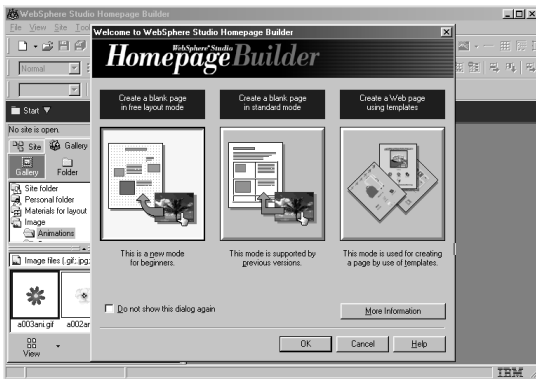 WebSphere Studio Homepage Builder
File View Site
Welcome to WebSphere Studio Homepage Builder
WebSphere® Studio
Homepage Builder
Normal
Start
No site is open.
Site Gallery
Gallery Folder
Site folder
Personal folder
Materials for layout
Image
Animations
Image files (.gif;.jpg;
a003ani.gif a002ar
View
Create a blank page
in free layout mode
Create a blank page
in standard mode
Create a Web page
using templates
This is a new mode
for beginners.
This mode is supported by
previous versions.
This mode is used for creating
a page by use of templates.
Do not show this dialog again
More Information
OK Cancel Help
IBM